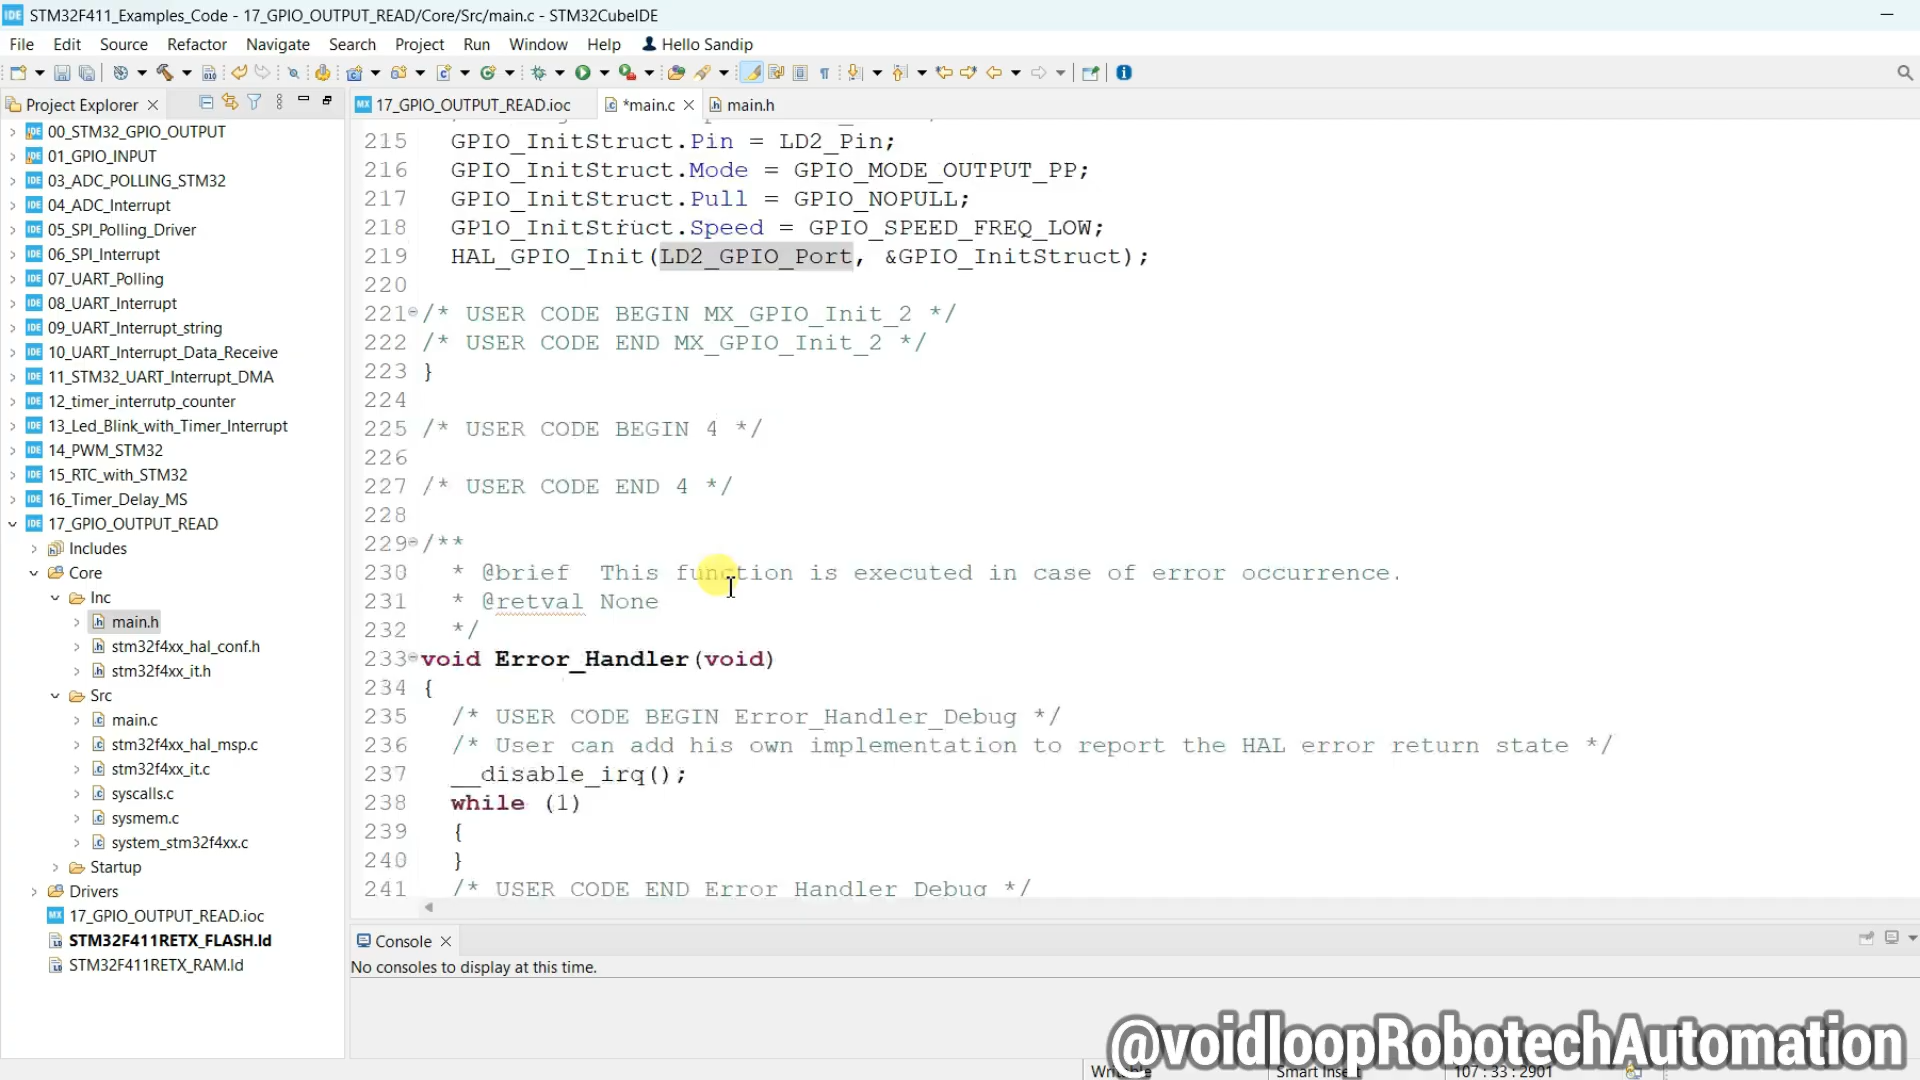 IDE STM32F411_Examples_Code - 17_GPIO_OUTPUT_READ/Core/Src/main.c - STM32CubeIDE
File Edit Source Refactor Navigate Search Project Run Window Help Hello Sandip
Project Explorer
17_GPIO_OUTPUT_READ.ioc *main.c main.h
00_STM32_GPIO_OUTPUT
01_GPIO_INPUT
03_ADC_POLLING_STM32
04_ADC_Interrupt
05_SPI_Polling_Driver
06_SPI_Interrupt
07_UART_Polling
08_UART_Interrupt
09_UART_Interrupt_string
10_UART_Interrupt_Data_Receive
11_STM32_UART_Interrupt_DMA
12_timer_interrutp_counter
13_Led_Blink_with_Timer_Interrupt
14_PWM_STM32
15_RTC_with_STM32
16_Timer_Delay_MS
17_GPIO_OUTPUT_READ
Includes
Core
Inc
main.h
stm32f4xx_hal_conf.h
stm32f4xx_it.h
Src
main.c
stm32f4xx_hal_msp.c
stm32f4xx_it.c
syscalls.c
sysmem.c
system_stm32f4xx.c
Startup
Drivers
17_GPIO_OUTPUT_READ.ioc
STM32F411RETX_FLASH.ld
STM32F411RETX_RAM.ld
215 GPIO_InitStruct.Pin = LD2_Pin;
216 GPIO_InitStruct.Mode = GPIO_MODE_OUTPUT_PP;
217 GPIO_InitStruct.Pull = GPIO_NOPULL;
218 GPIO_InitStruct.Speed = GPIO_SPEED_FREQ_LOW;
219 HAL_GPIO_Init(LD2_GPIO_Port, &GPIO_InitStruct);
220
221 /* USER CODE BEGIN MX_GPIO_Init_2 */
222 /* USER CODE END MX_GPIO_Init_2 */
223 }
224
225 /* USER CODE BEGIN 4 */
226
227 /* USER CODE END 4 */
228
229 /**
230 * @brief This function is executed in case of error occurrence.
231 * @retval None
232 */
233 void Error_Handler(void)
234 {
235 /* USER CODE BEGIN Error_Handler_Debug */
236 /* User can add his own implementation to report the HAL error return state */
237 __disable_irq();
238 while (1)
239 {
240 }
241 /* USER CODE END Error_Handler_Debug */
Console
No consoles to display at this time.
@voidloopRobotechAutomation
Writable Smart Insert 107 : 33 : 2901